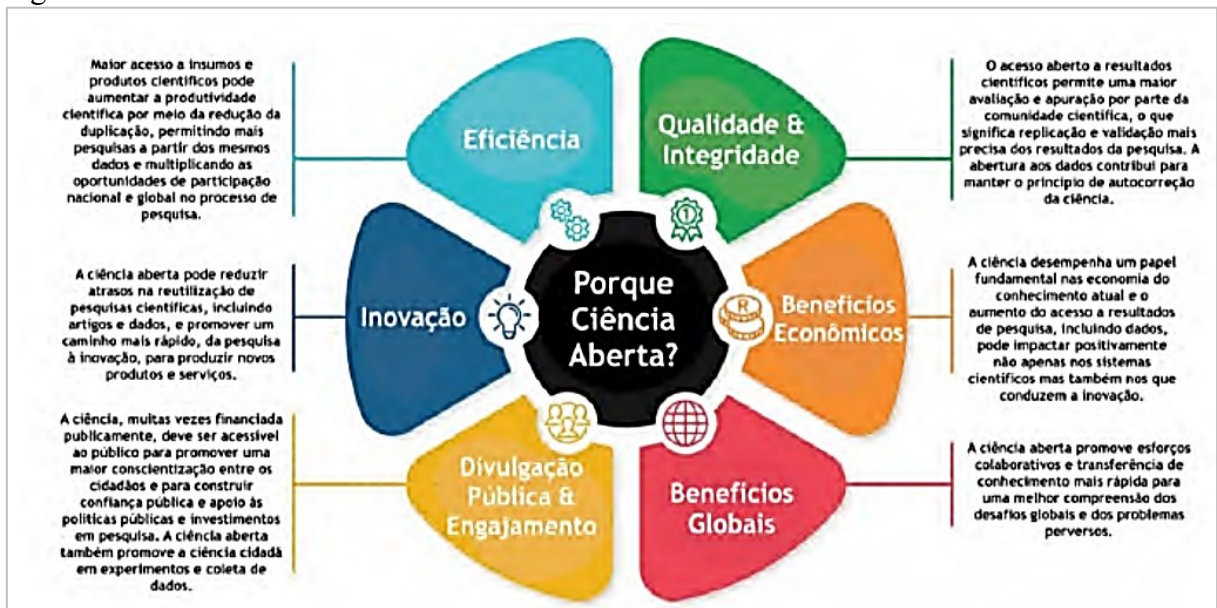 Maior acesso a insumos e
produtos científicos pode
aumentar a produtividade
científica por meio da redução da
duplicação, permitindo mais
pesquisas a partir dos mesmos
dados e multiplicando as
oportunidades de participação
nacional e global no processo de
pesquisa.
Eficiência
Qualidade &
Integridade
O acesso aberto a resultados
científicos permite uma maior
avaliação e apuração por parte da
comunidade científica, o que
significa replicação e validação mais
precisa dos resultados da pesquisa. A
abertura aos dados contribui para
manter o princípio de autocorreção
da ciência.
A ciência aberta pode reduzir
atrasos na reutilização de
pesquisas científicas, incluindo
artigos e dados, e promover um
caminho mais rápido, da pesquisa
à inovação, para produzir novos
produtos e serviços.
Inovação
1
Porque
Ciência
Aberta?
R
Benefícios
Econômicos
A ciência desempenha um papel
fundamental nas economia do
conhecimento atual e o
aumento do acesso a resultados
de pesquisa, incluindo dados,
pode impactar positivamente
não apenas nos sistemas
científicos mas também nos que
conduzem a inovação.
A ciência, muitas vezes financiada
publicamente, deve ser acessível
ao público para promover uma
maior conscientização entre os
cidadãos e para construir
confiança pública e apoio às
políticas públicas e investimentos
em pesquisa. A ciência aberta
também promove a ciência cidadã
em experimentos e coleta de
dados.
Divulgação
Pública &
Engajamento
Benefícios
Globais
A ciência aberta promove esforços
colaborativos e transferência de
conhecimento mais rápida para
uma melhor compreensão dos
desafios globais e dos problemas
perversos.